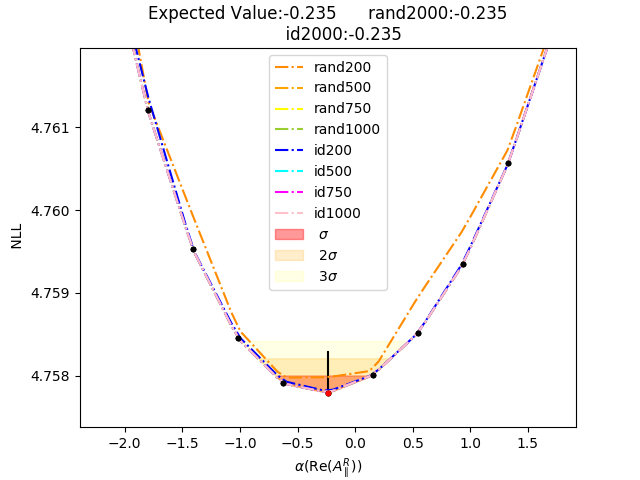 Expected Value:-0.235 rand2000:-0.235
id2000:-0.235
NLL
4.761
4.760
4.759
4.758
rand200
rand500
rand750
rand1000
id200
id500
id750
id1000
σ
2σ
3σ
−2.0 −1.5 −1.0 −0.5 0.0 0.5 1.0 1.5
α(Re(A_∥^R))